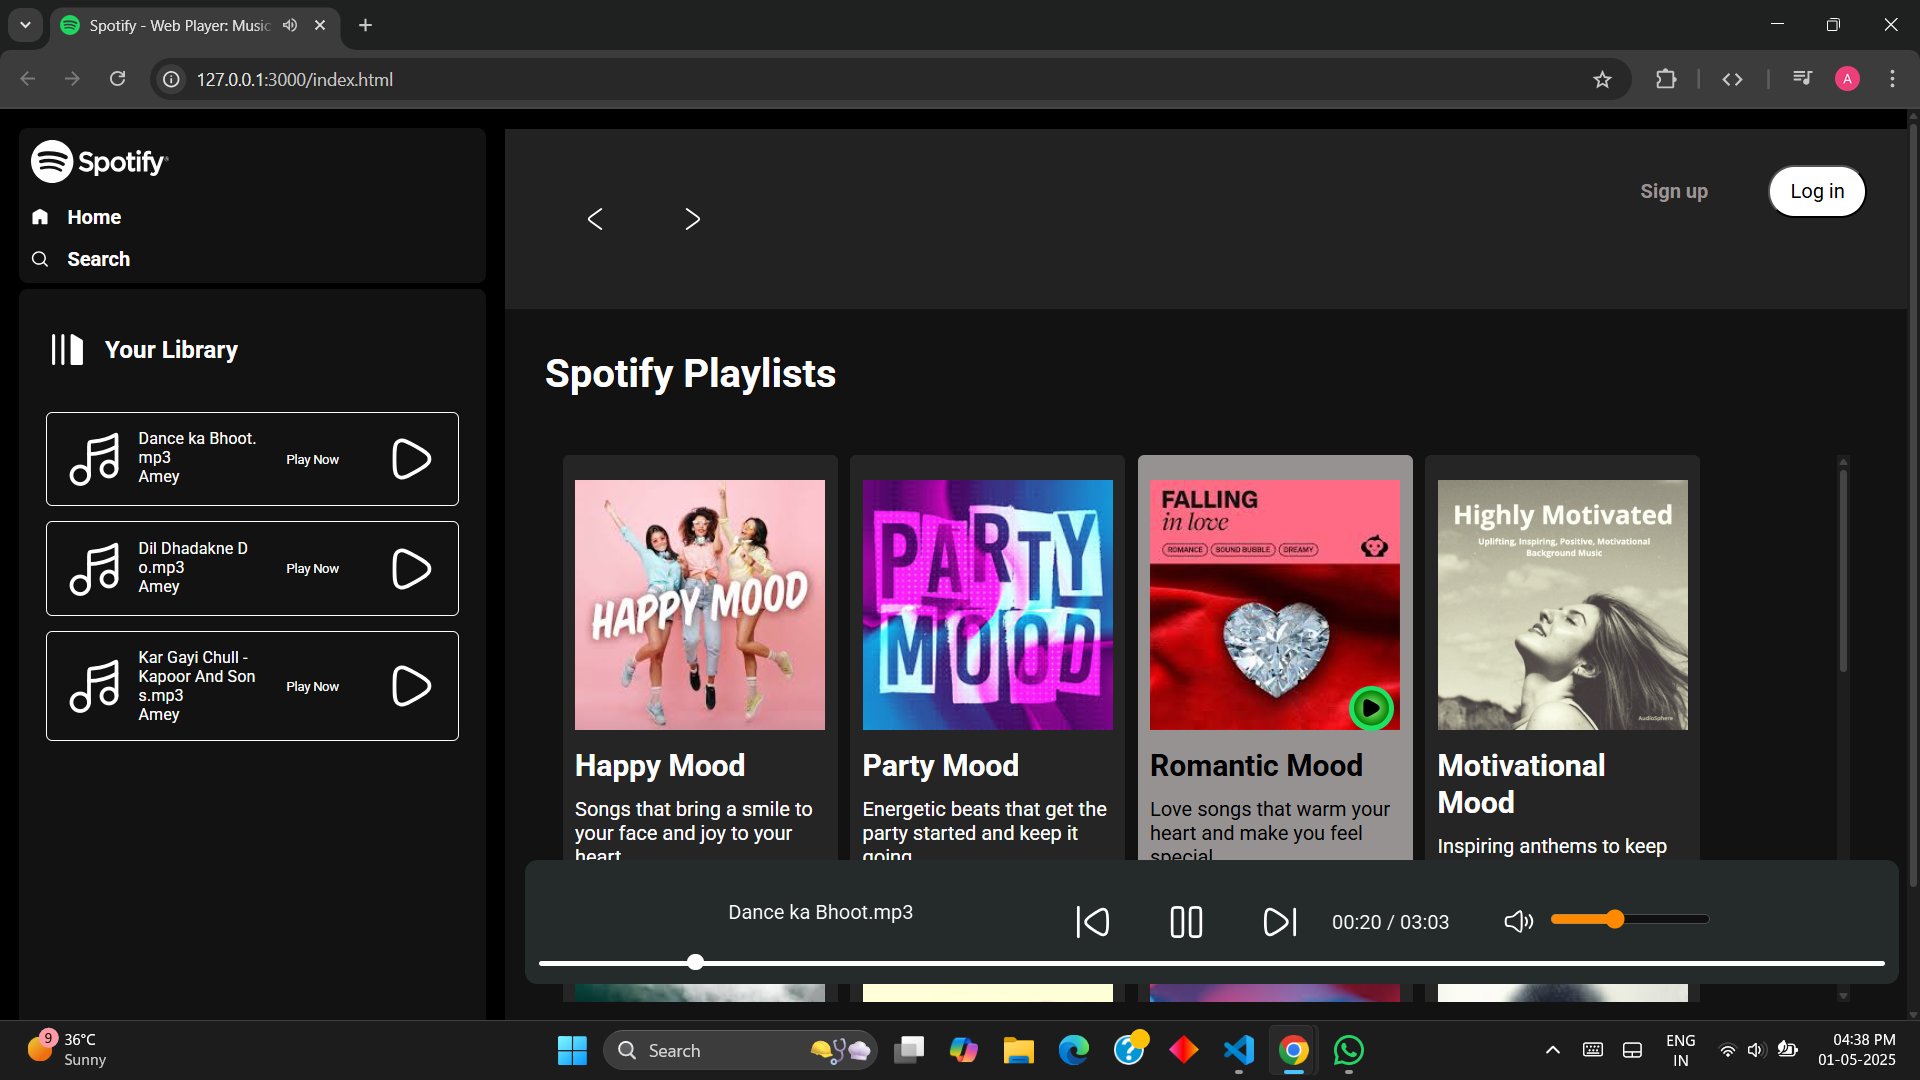 Spotify - Web Player: Music
127.0.0.1:3000/index.html
A
Spotify
Home
Search
Your Library
Dance ka Bhoot.
mp3
Amey
Play Now
Dil Dhadakne D
o.mp3
Amey
Play Now
Kar Gayi Chull -
Kapoor And Son
s.mp3
Amey
Play Now
Sign up
Log in
Spotify Playlists
HAPPY MOOD
Happy Mood
Songs that bring a smile to
your face and joy to your
heart
PARTY
MOOD
Party Mood
Energetic beats that get the
party started and keep it
going
FALLING
in love
ROMANCE
SOUND BUBBLE
DREAMY
Romantic Mood
Love songs that warm your
heart and make you feel
special
Highly Motivated
Uplifting, Inspiring, Positive, Motivational
Background Music
AudioSphere
Motivational
Mood
Inspiring anthems to keep
Dance ka Bhoot.mp3
00:20 / 03:03
9
36°C
Sunny
Search
ENG
IN
04:38 PM
01-05-2025